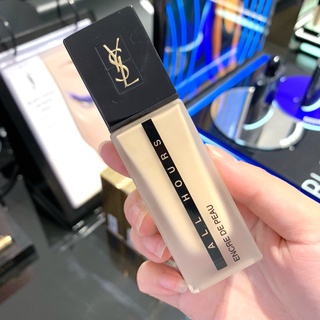 YSL
ALL HOURS
ENCRE DE PEAU